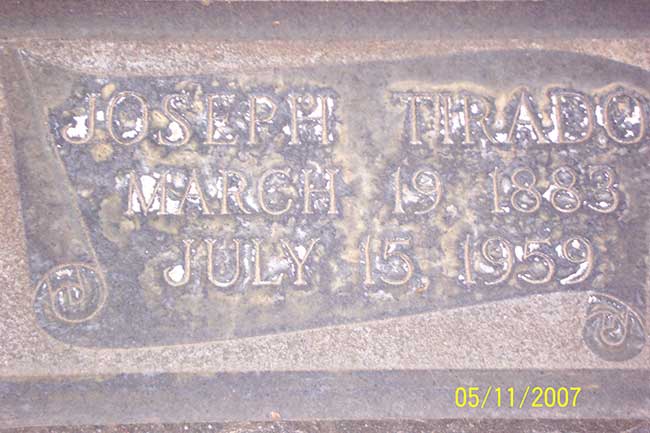 JOSEPH TIRADO
MARCH 19 1883
JULY 15, 1959
05/11/2007